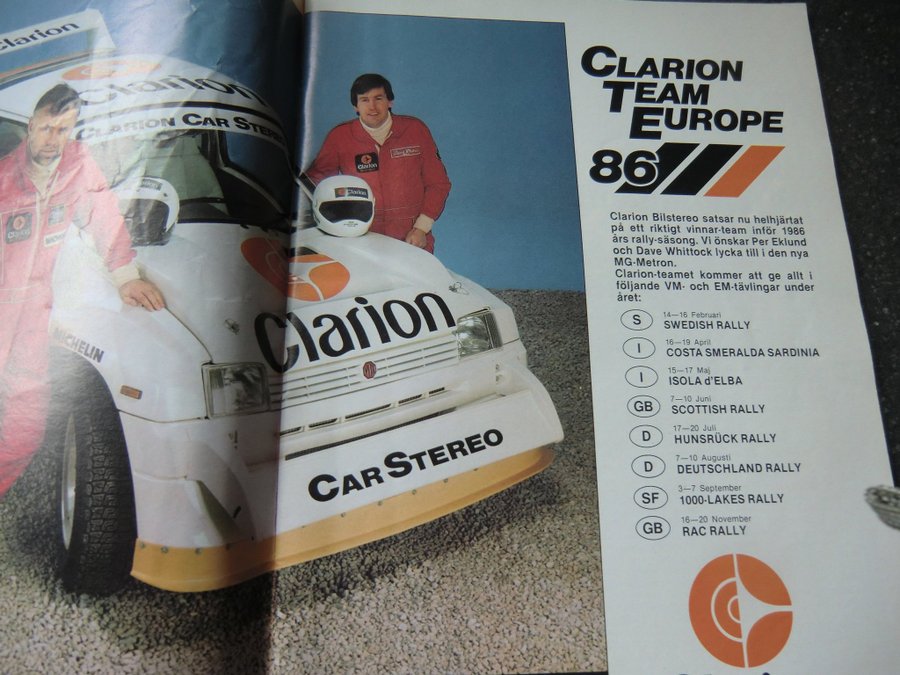 Clarion
Clarion
CLARION CAR STEREO
Clarion
Clarion
MICHELIN
Clarion
MG
CAR STEREO
CLARION
TEAM
EUROPE
86
Clarion Bilstereo satsar nu helhjärtat
på ett riktigt vinnar-team inför 1986
års rally-säsong. Vi önskar Per Eklund
och Dave Whittock lycka till i den nya
MG-Metron.
Clarion-teamet kommer att ge allt i
följande VM- och EM-tävlingar under
året:
S 14—16 Februari
SWEDISH RALLY
I 16—19 April
COSTA SMERALDA SARDINIA
I 15—17 Maj
ISOLA d'ELBA
GB 7—10 Juni
SCOTTISH RALLY
D 17—20 Juli
HUNSRÜCK RALLY
D 7—10 Augusti
DEUTSCHLAND RALLY
SF 3—7 September
1000-LAKES RALLY
GB 16—20 November
RAC RALLY